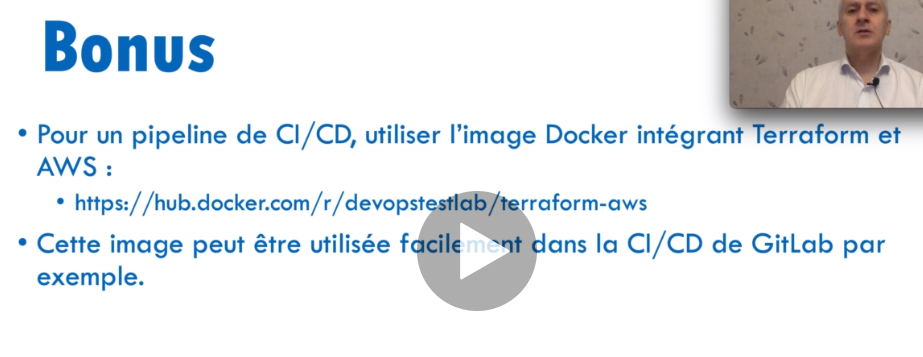 Bonus
• Pour un pipeline de CI/CD, utiliser l'image Docker intégrant Terraform et
AWS :
• https://hub.docker.com/r/devopstestlab/terraform-aws
• Cette image peut être utilisée facilement dans la CI/CD de GitLab par
exemple.